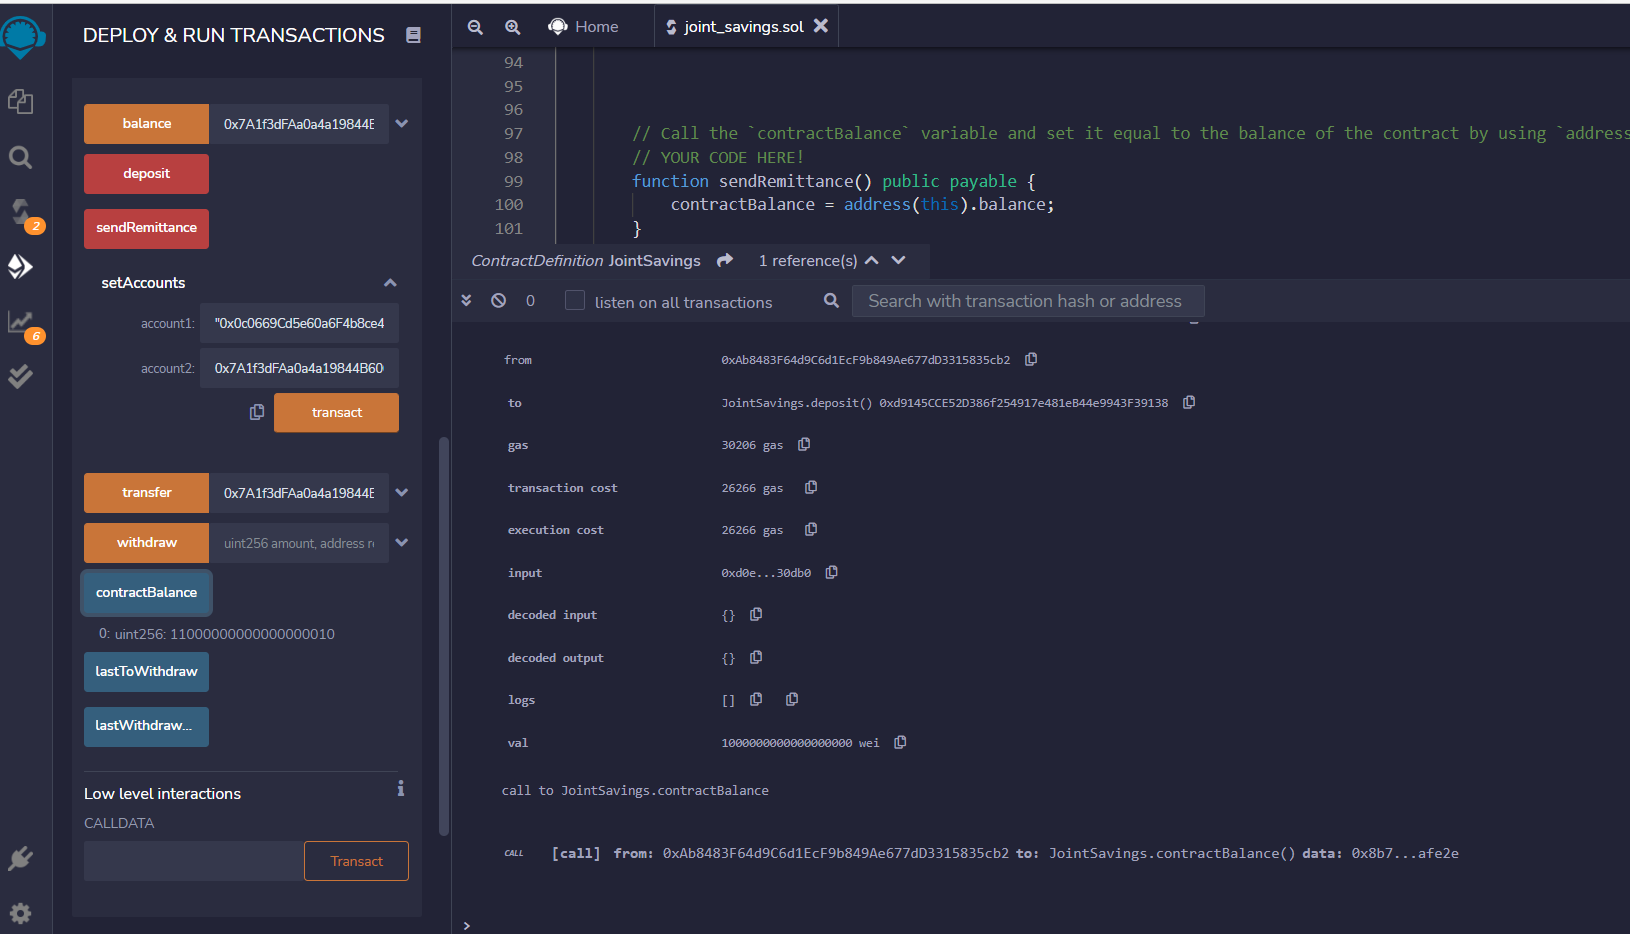 DEPLOY & RUN TRANSACTIONS
balance
0x7A1f3dFAa0a4a19844E
deposit
sendRemittance
setAccounts
account1:
"0x0c0669Cd5e60a6F4b8ce4
account2:
0x7A1f3dFAa0a4a19844B60
transact
transfer
0x7A1f3dFAa0a4a19844E
withdraw
uint256 amount, address re
contractBalance
0: uint256: 11000000000000000010
lastToWithdraw
lastWithdraw...
Low level interactions
CALLDATA
Transact
2
6
Home
joint_savings.sol
94
95
96
97 // Call the `contractBalance` variable and set it equal to the balance of the contract by using `address
98 // YOUR CODE HERE!
99 function sendRemittance() public payable {
100 contractBalance = address(this).balance;
101 }
ContractDefinition JointSavings 1 reference(s)
0 listen on all transactions Search with transaction hash or address
from 0xAb8483F64d9C6d1EcF9b849Ae677dD3315835cb2
to JointSavings.deposit() 0xd9145CCE52D386f254917e481eB44e9943F39138
gas 30206 gas
transaction cost 26266 gas
execution cost 26266 gas
input 0xd0e...30db0
decoded input {}
decoded output {}
logs []
val 1000000000000000000 wei
call to JointSavings.contractBalance
CALL [call] from: 0xAb8483F64d9C6d1EcF9b849Ae677dD3315835cb2 to: JointSavings.contractBalance() data: 0x8b7...afe2e
>